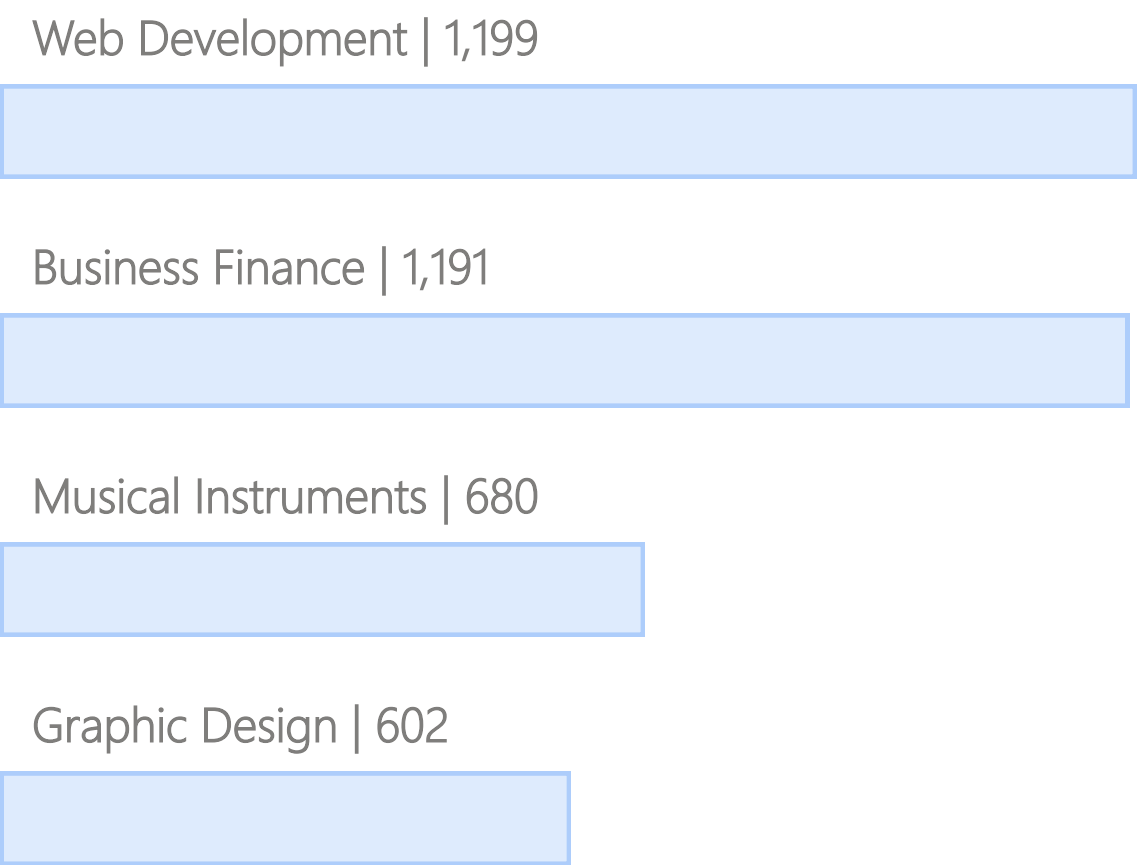 Web Development | 1,199
Business Finance | 1,191
Musical Instruments | 680
Graphic Design | 602